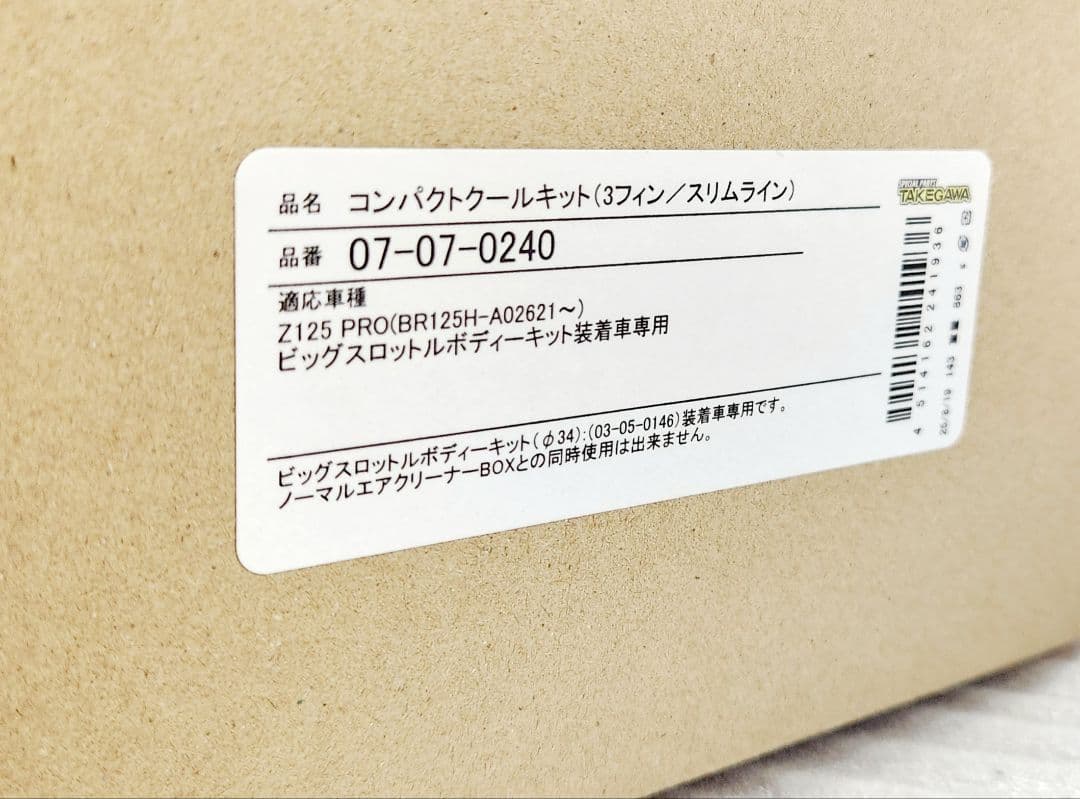 品名 コンパクトクールキット(3フィン／スリムライン)
品番 07-07-0240
適応車種
Z125 PRO(BR125H-A02621～)
ビッグスロットルボディーキット装着車専用
ビッグスロットルボディーキット(φ34):(03-05-0146)装着車専用です。
ノーマルエアクリーナーBOXとの同時使用は出来ません。
SPECIAL PARTS
TAKEGAWA
4 514162 241936